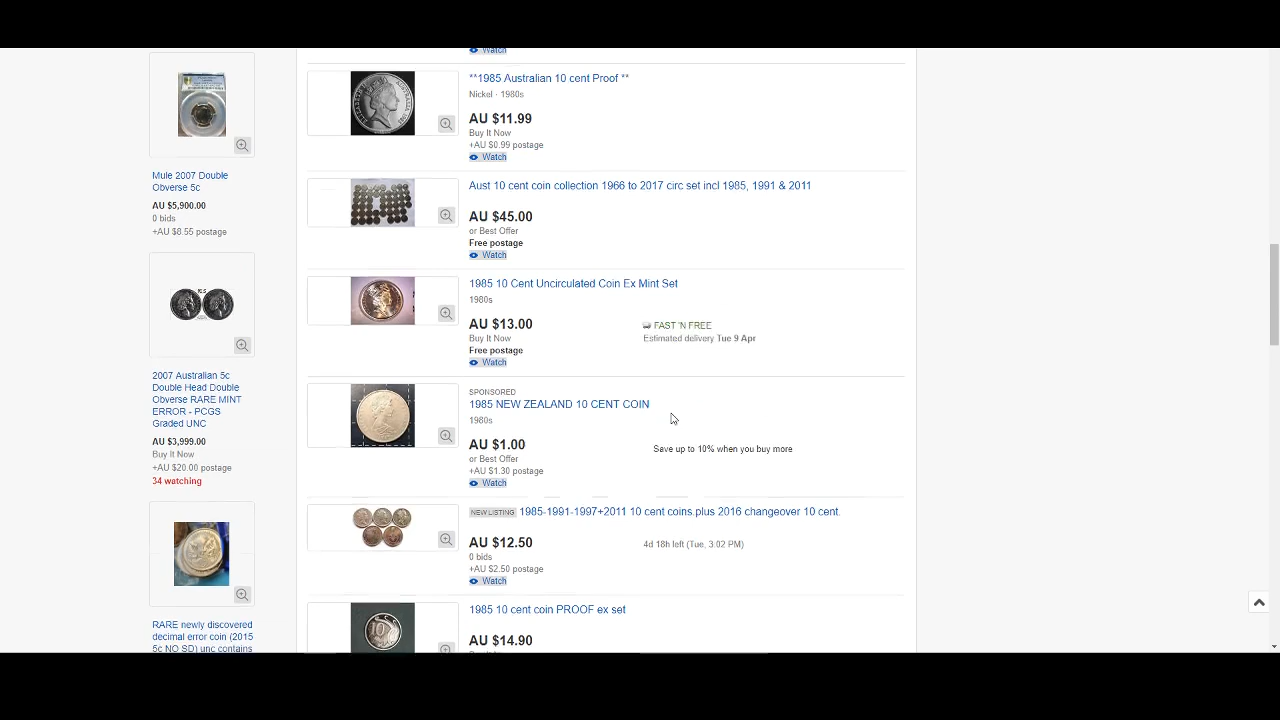 Watch
Mule 2007 Double
Obverse 5c
AU $5,900.00
0 bids
+AU $8.55 postage
2007 Australian 5c
Double Head Double
Obverse RARE MINT
ERROR - PCGS
Graded UNC
AU $3,999.00
Buy It Now
+AU $20.00 postage
34 watching
RARE newly discovered
decimal error coin (2015
5c NO SD) unc contains
**1985 Australian 10 cent Proof **
Nickel · 1980s
AU $11.99
Buy It Now
+AU $0.99 postage
Watch
Aust 10 cent coin collection 1966 to 2017 circ set incl 1985, 1991 & 2011
AU $45.00
or Best Offer
Free postage
Watch
1985 10 Cent Uncirculated Coin Ex Mint Set
1980s
AU $13.00
FAST 'N FREE
Buy It Now
Estimated delivery Tue 9 Apr
Free postage
Watch
SPONSORED
1985 NEW ZEALAND 10 CENT COIN
1980s
AU $1.00
Save up to 10% when you buy more
or Best Offer
+AU $1.30 postage
Watch
NEW LISTING 1985-1991-1997+2011 10 cent coins.plus 2016 changeover 10 cent.
AU $12.50
4d 18h left (Tue, 3:02 PM)
0 bids
+AU $2.50 postage
Watch
1985 10 cent coin PROOF ex set
10
AU $14.90